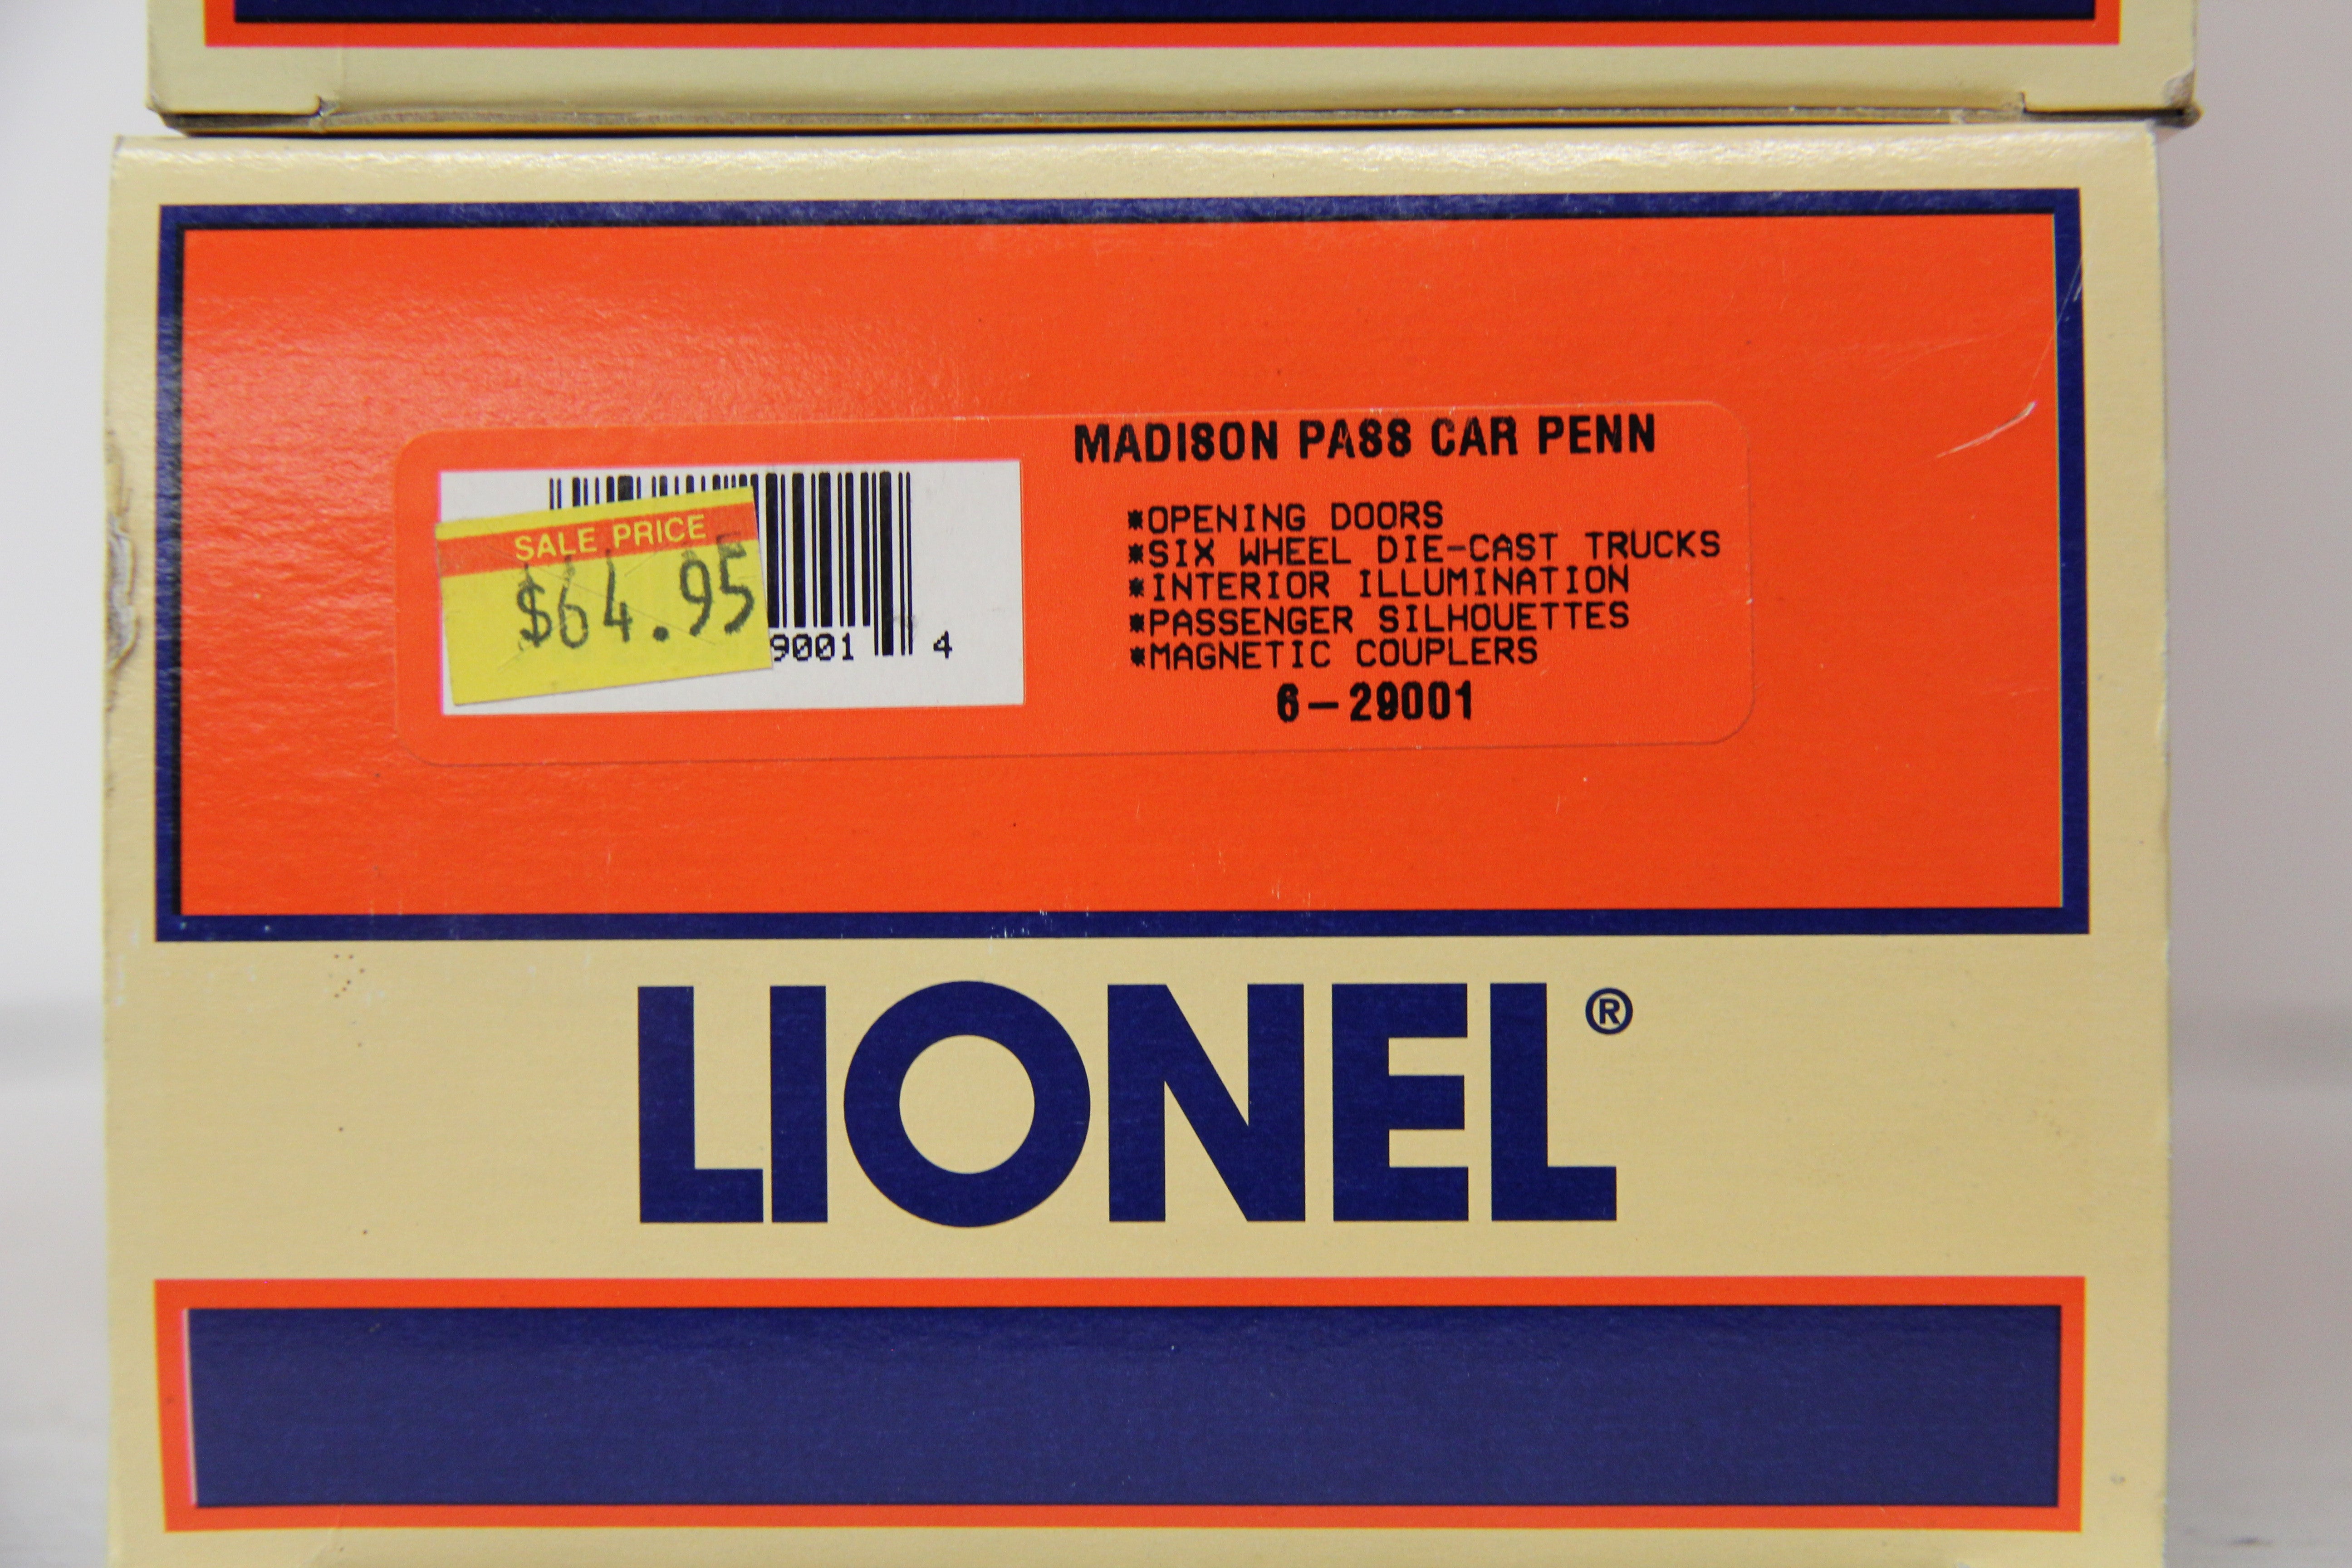 MADISON PASS CAR PENN
SALE PRICE
$64.95
9001 4
*OPENING DOORS
*SIX WHEEL DIE-CAST TRUCKS
*INTERIOR ILLUMINATION
*PASSENGER SILHOUETTES
*MAGNETIC COUPLERS
6-29001
LIONEL®